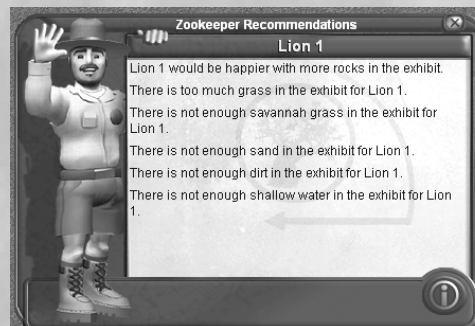 Zookeeper Recommendations
Lion 1
Lion 1 would be happier with more rocks in the exhibit.
There is too much grass in the exhibit for Lion 1.
There is not enough savannah grass in the exhibit for
Lion 1.
There is not enough sand in the exhibit for Lion 1.
There is not enough dirt in the exhibit for Lion 1.
There is not enough shallow water in the exhibit for Lion
1.